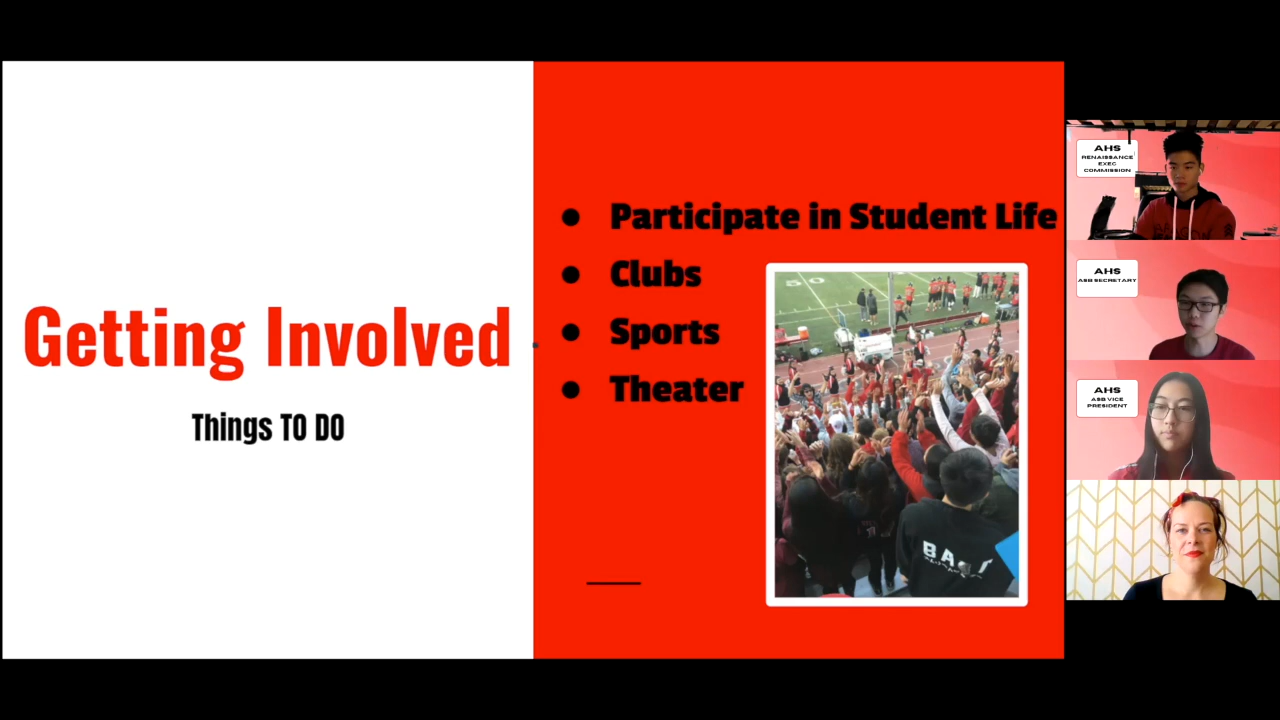 Getting Involved
Things TO DO
● Participate in Student Life
● Clubs
● Sports
● Theater
50
AHS
RENAISSANCE
EXEC
COMMISSION
AHS
ASB SECRETARY
AHS
ASB VICE
PRESIDENT